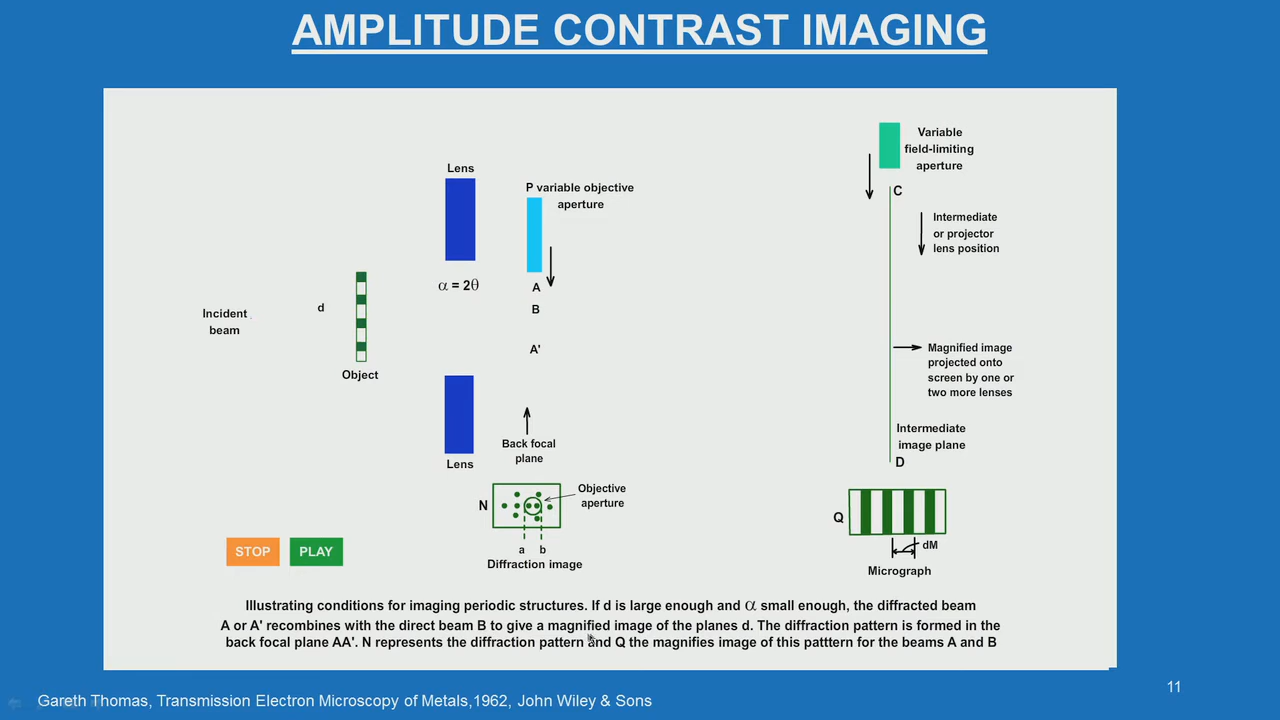 AMPLITUDE CONTRAST IMAGING
Variable
field-limiting
aperture
Lens
P variable objective
aperture
C
Intermediate
or projector
lens position
α = 2θ
A
B
d
Incident
beam
A'
Magnified image
projected onto
screen by one or
two more lenses
Object
Intermediate
image plane
D
Back focal
plane
Lens
N
Objective
aperture
Q
a b
Diffraction image
dM
Micrograph
STOP
PLAY
Illustrating conditions for imaging periodic structures. If d is large enough and α small enough, the diffracted beam
A or A' recombines with the direct beam B to give a magnified image of the planes d. The diffraction pattern is formed in the
back focal plane AA'. N represents the diffraction pattern and Q the magnifies image of this patttern for the beams A and B
Gareth Thomas, Transmission Electron Microscopy of Metals,1962, John Wiley & Sons
11